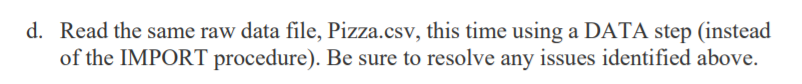 d. Read the same raw data file, Pizza.csv, this time using a DATA step (instead
of the IMPORT procedure). Be sure to resolve any issues identified above.